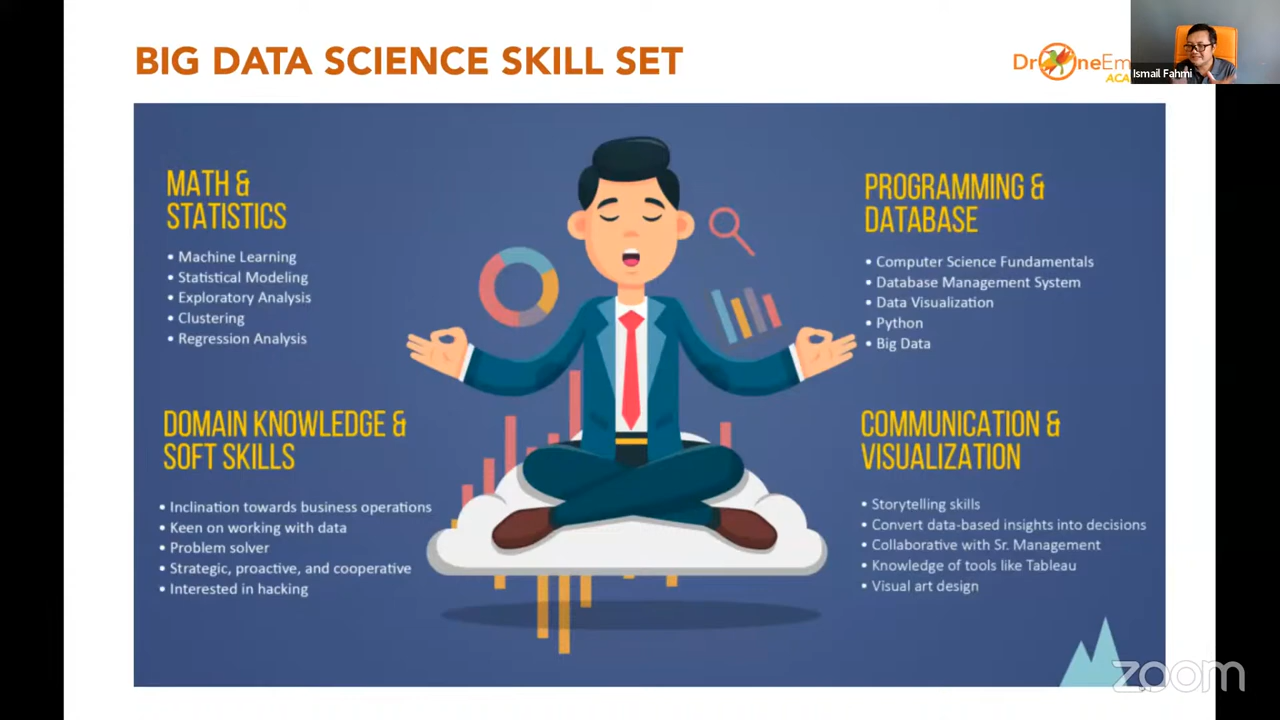 BIG DATA SCIENCE SKILL SET
DroneEm
ACA
Ismail Fahmi
MATH &
STATISTICS
• Machine Learning
• Statistical Modeling
• Exploratory Analysis
• Clustering
• Regression Analysis
PROGRAMMING &
DATABASE
• Computer Science Fundamentals
• Database Management System
• Data Visualization
• Python
• Big Data
DOMAIN KNOWLEDGE &
SOFT SKILLS
• Inclination towards business operations
• Keen on working with data
• Problem solver
• Strategic, proactive, and cooperative
• Interested in hacking
COMMUNICATION &
VISUALIZATION
• Storytelling skills
• Convert data-based insights into decisions
• Collaborative with Sr. Management
• Knowledge of tools like Tableau
• Visual art design
zoom